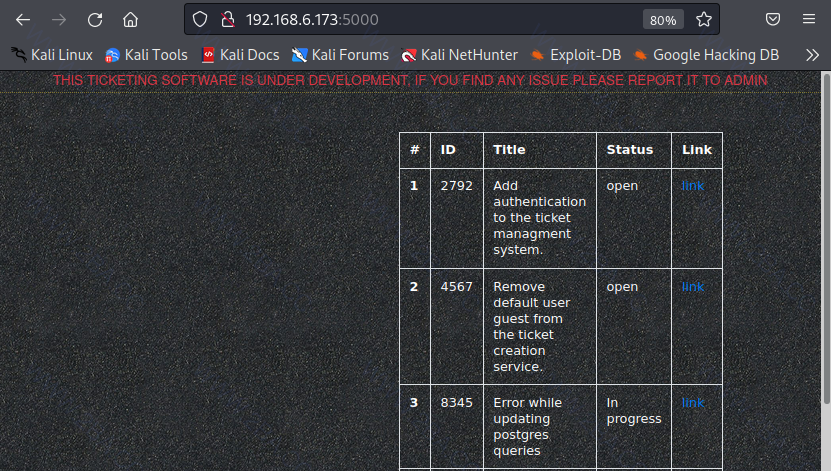 192.168.6.173:5000
80%
Kali Linux Kali Tools Kali Docs Kali Forums Kali NetHunter Exploit-DB Google Hacking DB
THIS TICKETING SOFTWARE IS UNDER DEVELOPMENT, IF YOU FIND ANY ISSUE PLEASE REPORT IT TO ADMIN
# ID Title Status Link
1 2792 Add open link
authentication
to the ticket
managment
system.
2 4567 Remove open link
default user
guest from
the ticket
creation
service.
3 8345 Error while In link
updating progress
postgres
queries